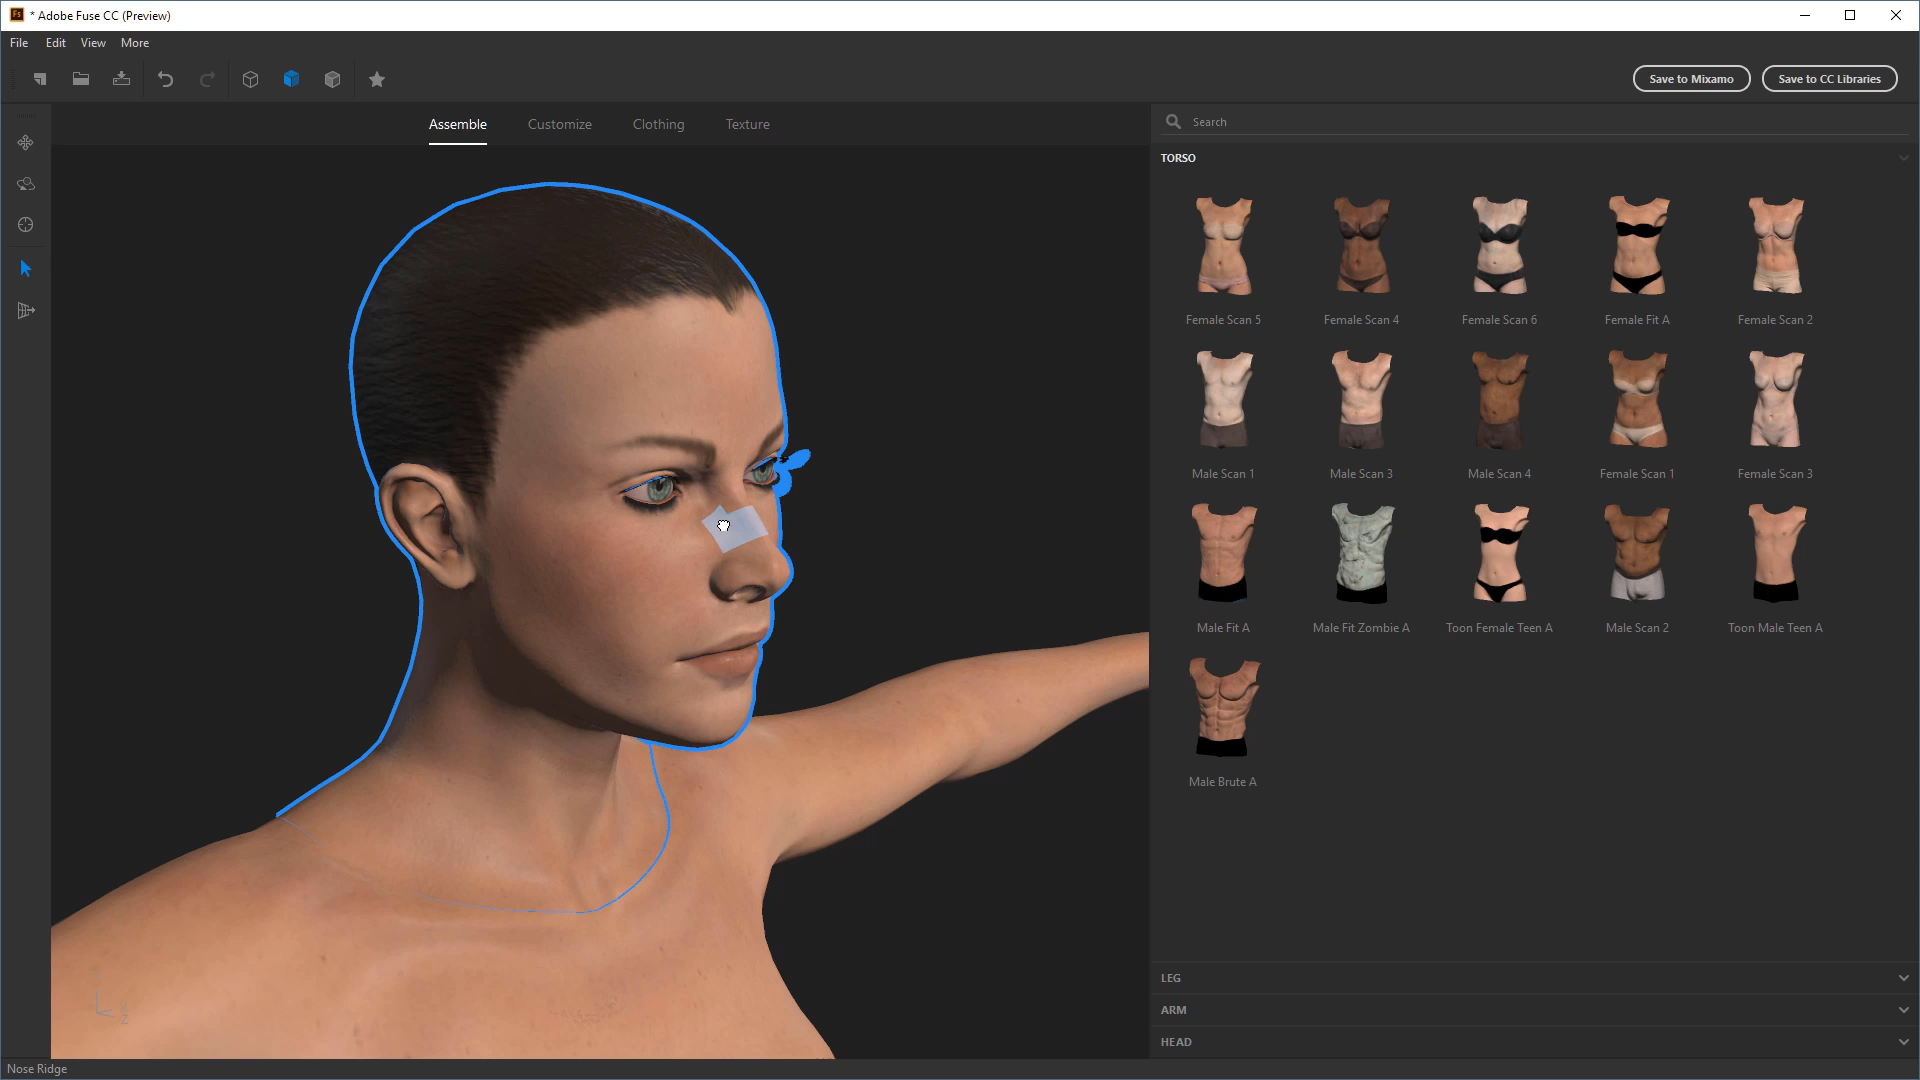 Fs * Adobe Fuse CC (Preview)
File Edit View More
Save to Mixamo Save to CC Libraries
Assemble Customize Clothing Texture
Search
TORSO
Female Scan 5 Female Scan 4 Female Scan 6 Female Fit A Female Scan 2
Male Scan 1 Male Scan 3 Male Scan 4 Female Scan 1 Female Scan 3
Male Fit A Male Fit Zombie A Toon Female Teen A Male Scan 2 Toon Male Teen A
Male Brute A
LEG
ARM
HEAD
Z
Nose Ridge